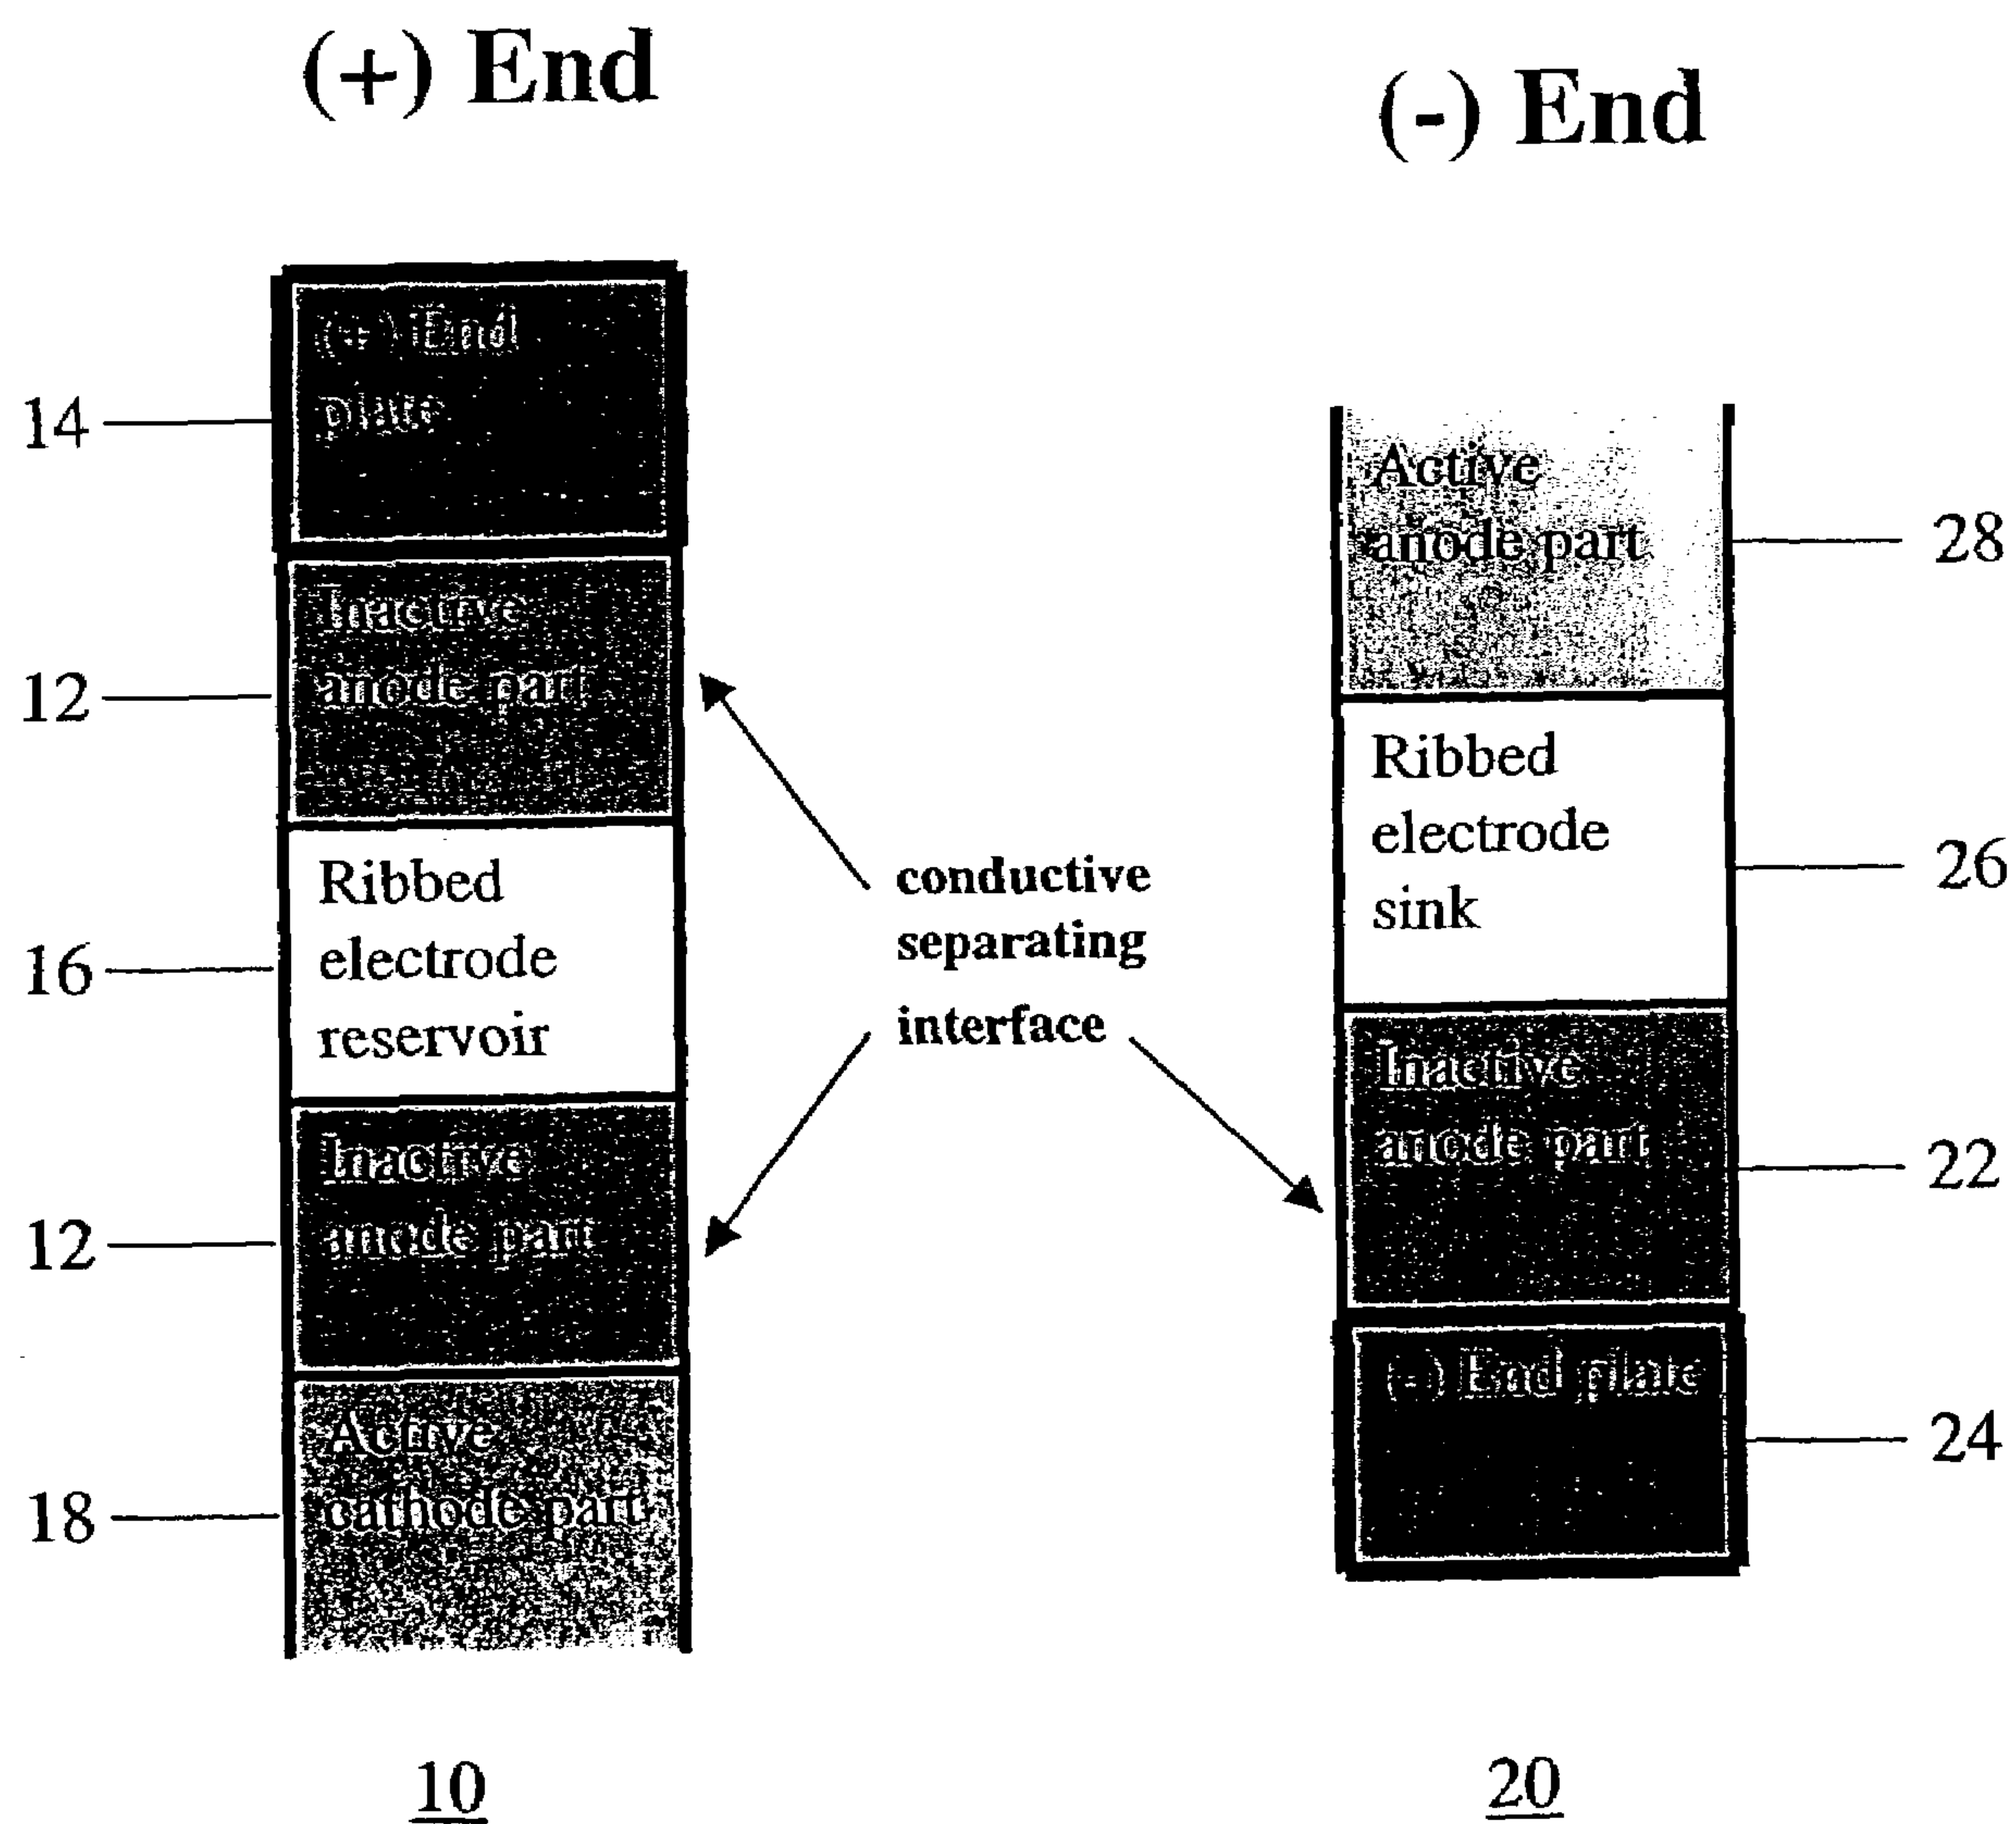 (+) End
(-) End
(+) End
plate
14
Inactive
anode part
12
Ribbed
electrode
reservoir
16
Inactive
anode part
12
Active
cathode part
18
conductive
separating
interface
Active
anode part
28
Ribbed
electrode
sink
26
Inactive
anode part
22
(-) End plate
24
10
20